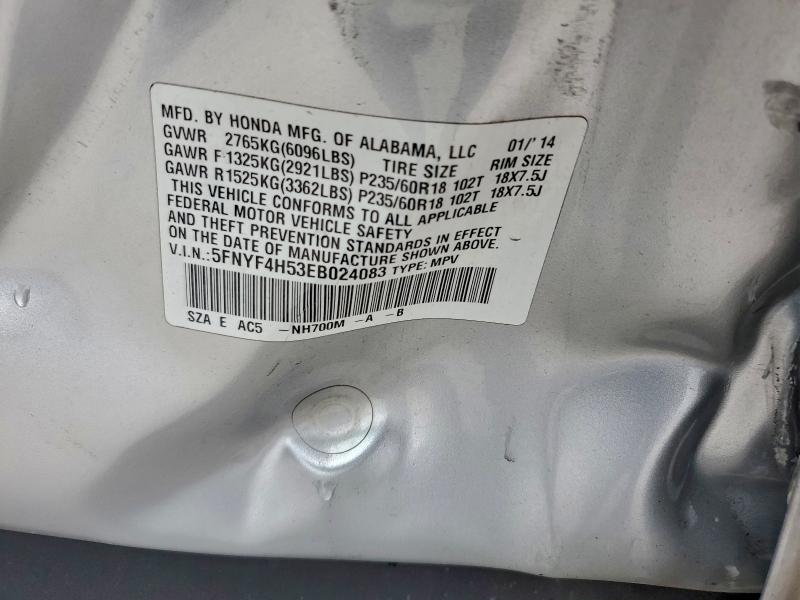 MFD. BY HONDA MFG. OF ALABAMA, LLC 01/'14
GVWR 2765KG(6096LBS) TIRE SIZE RIM SIZE
GAWR F1325KG(2921LBS) P235/60R18 102T 18X7.5J
GAWR R1525KG(3362LBS) P235/60R18 102T 18X7.5J
THIS VEHICLE CONFORMS TO ALL APPLICABLE
FEDERAL MOTOR VEHICLE SAFETY
AND THEFT PREVENTION STANDARDS IN EFFECT
ON THE DATE OF MANUFACTURE SHOWN ABOVE.
V.I.N.:5FNYF4H53EB024083 TYPE: MPV
SZA E AC5 -NH700M -A -B